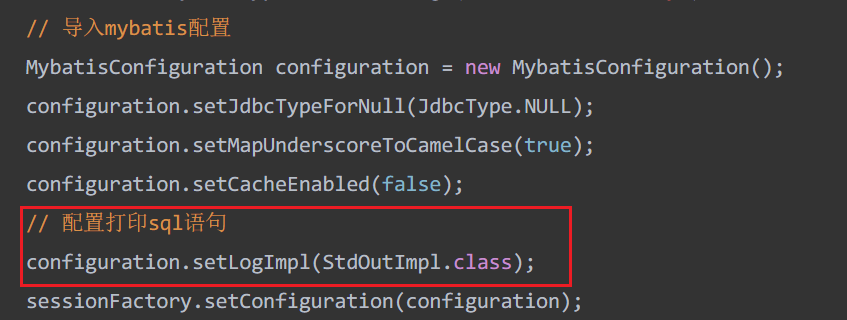 // 导入mybatis配置
MybatisConfiguration configuration = new MybatisConfiguration();
configuration.setJdbcTypeForNull(JdbcType.NULL);
configuration.setMapUnderscoreToCamelCase(true);
configuration.setCacheEnabled(false);
// 配置打印sql语句
configuration.setLogImpl(StdOutImpl.class);
sessionFactory.setConfiguration(configuration);